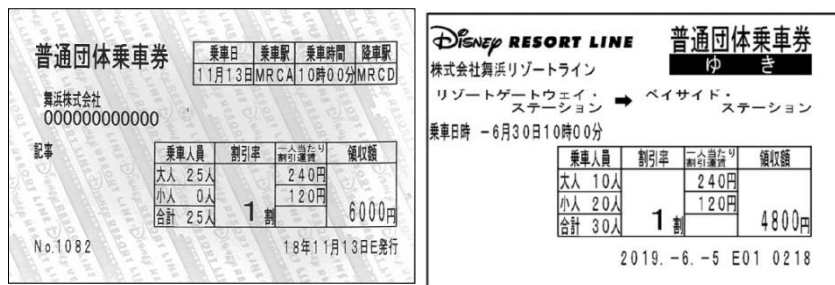 普通団体乗車券
乗車日 乗車駅 乗車時間 降車駅
11月13日 MRCA 10時00分 MRCD
舞浜株式会社
0000000000000
記事
乗車人員 割引率 一人当たり割引運賃 領収額
大人 25人 240円
小人 0人 120円
合計 25人 1割 6000円
No.1082 18年11月13日E発行
Disney RESORT LINE 普通団体乗車券
株式会社舞浜リゾートライン ゆ き
リゾートゲートウェイ・ステーション ➡ ベイサイド・ステーション
乗車日時 -6月30日10時00分
乗車人員 割引率 一人当たり割引運賃 領収額
大人 10人 240円
小人 20人 120円
合計 30人 1割 4800円
2019.-6.-5 E01 0218